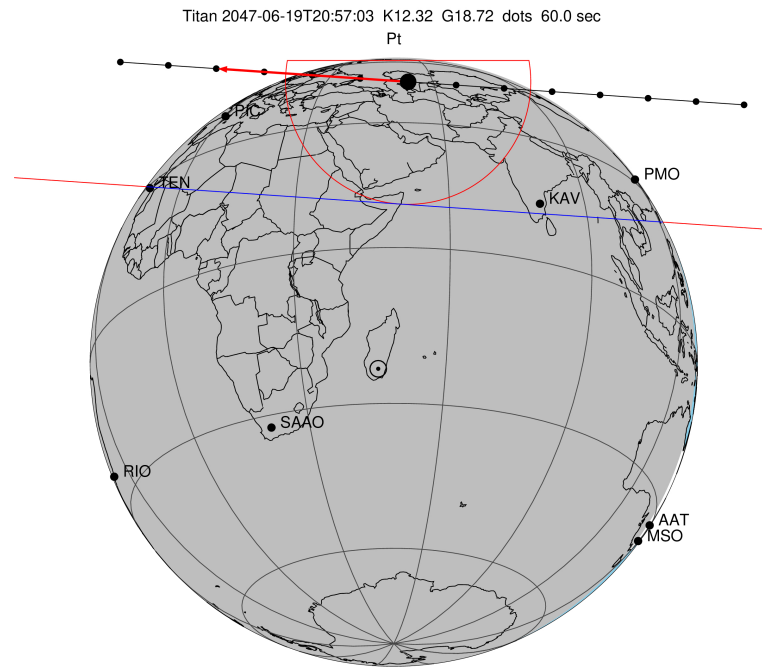 Titan 2047-06-19T20:57:03 K12.32 G18.72 dots 60.0 sec
Pt
PIC
TEN
PMO
KAV
SAAO
RIO
AAT
MSO